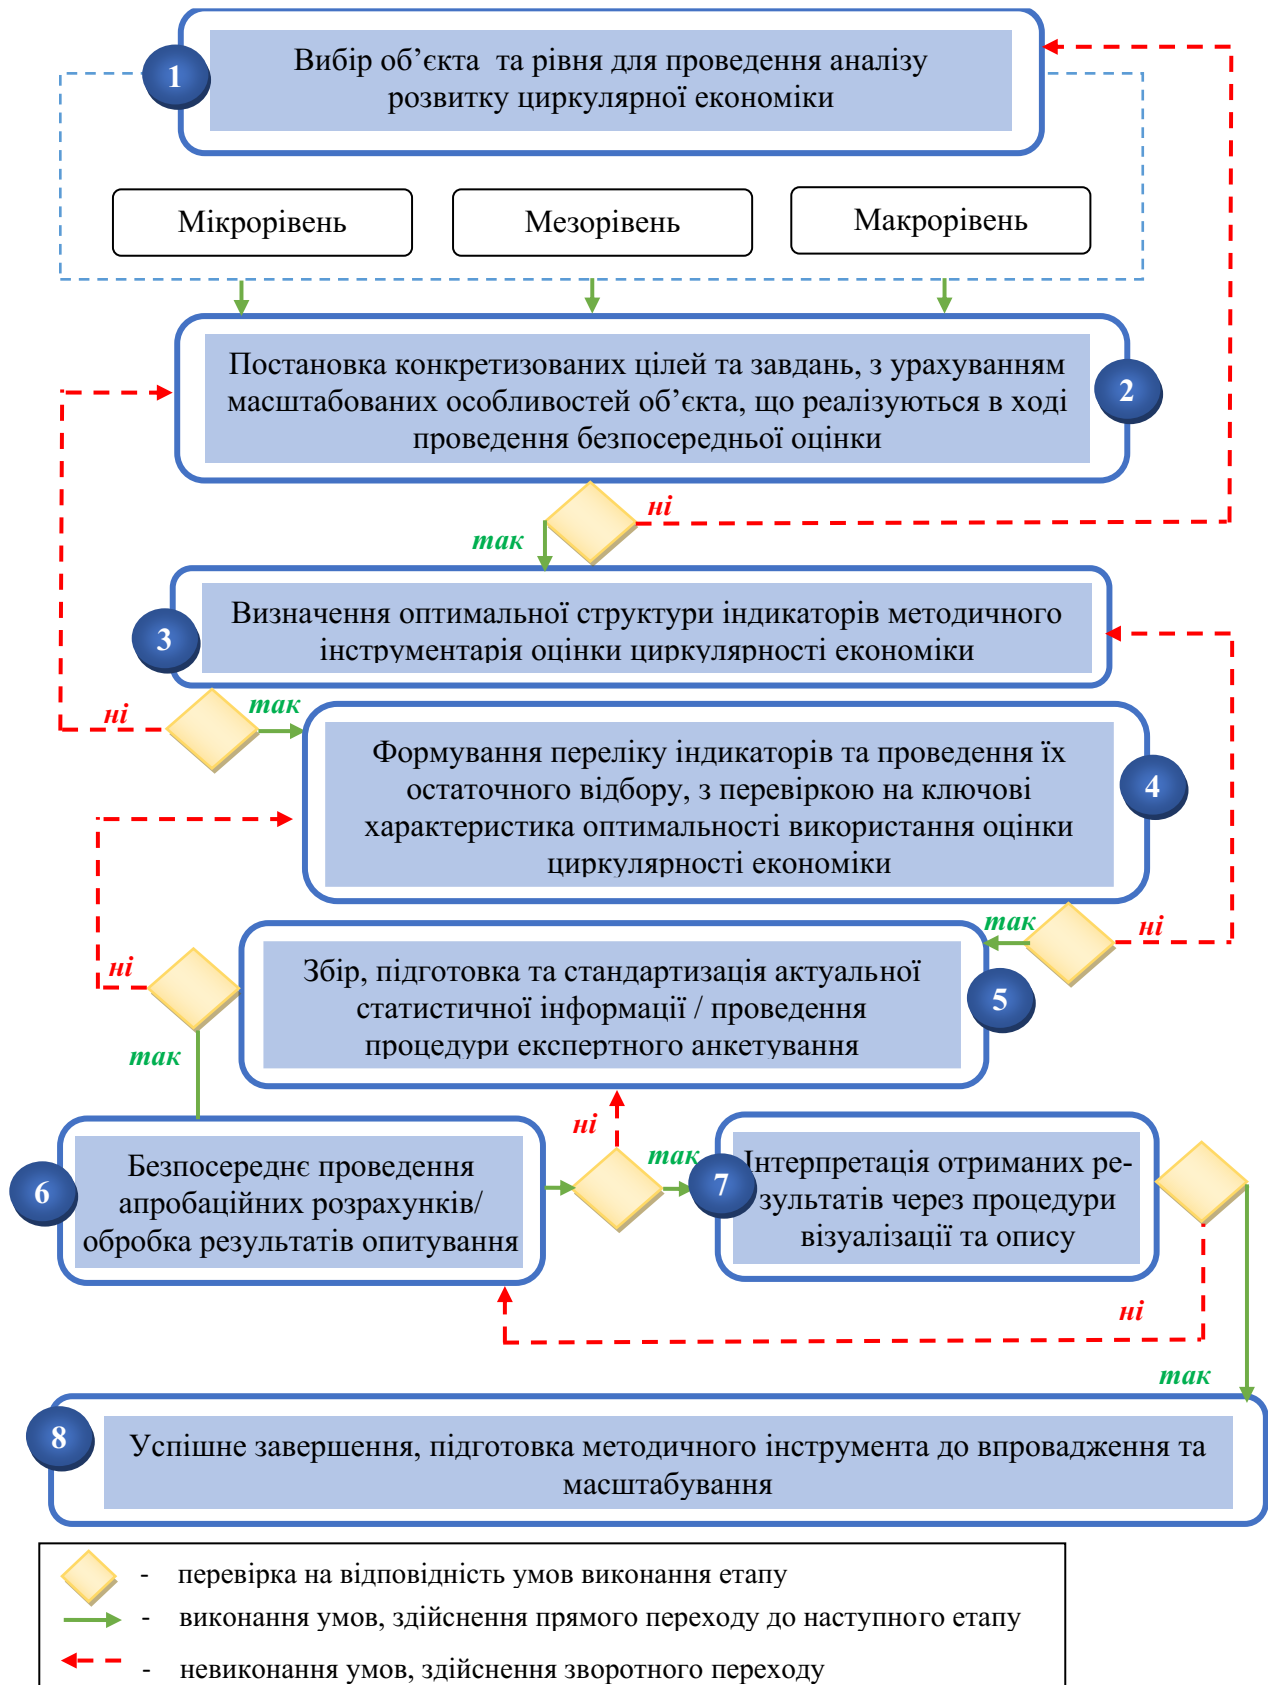 1
Вибір об’єкта та рівня для проведення аналізу
розвитку циркулярної економіки
Мікрорівень
Мезорівень
Макрорівень
Постановка конкретизованих цілей та завдань, з урахуванням
масштабованих особливостей об’єкта, що реалізуються в ході
проведення безпосередньої оцінки
2
ні
так
3
Визначення оптимальної структури індикаторів методичного
інструментарія оцінки циркулярності економіки
ні
так
Формування переліку індикаторів та проведення їх
остаточного відбору, з перевіркою на ключові
характеристика оптимальності використання оцінки
циркулярності економіки
4
так
ні
ні
Збір, підготовка та стандартизація актуальної
статистичної інформації / проведення
процедури експертного анкетування
5
так
ні
6
Безпосереднє проведення
апробаційних розрахунків/
обробка результатів опитування
так
7
Інтерпретація отриманих ре-
зультатів через процедури
візуалізації та опису
ні
так
8
Успішне завершення, підготовка методичного інструмента до впровадження та
масштабування
- перевірка на відповідність умов виконання етапу
- виконання умов, здійснення прямого переходу до наступного етапу
- невиконання умов, здійснення зворотного переходу